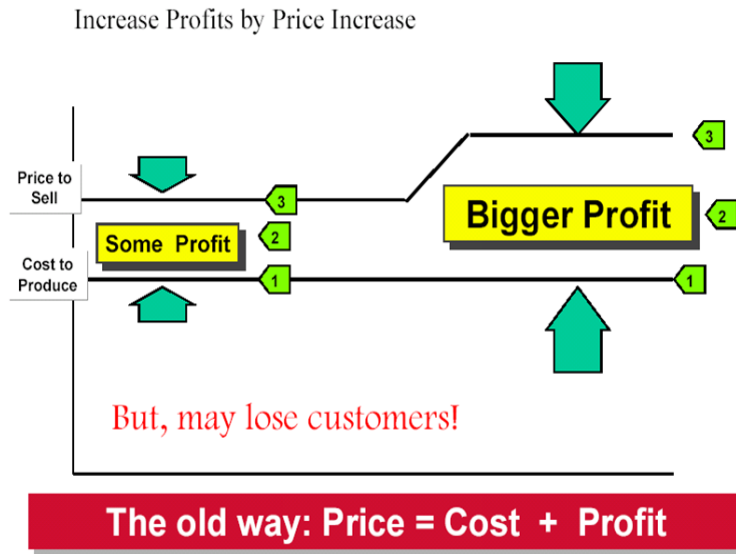 Increase Profits by Price Increase
3
Price to
Sell
3
Bigger Profit
2
Some Profit
2
Cost to
Produce
1
1
But, may lose customers!
The old way: Price = Cost + Profit